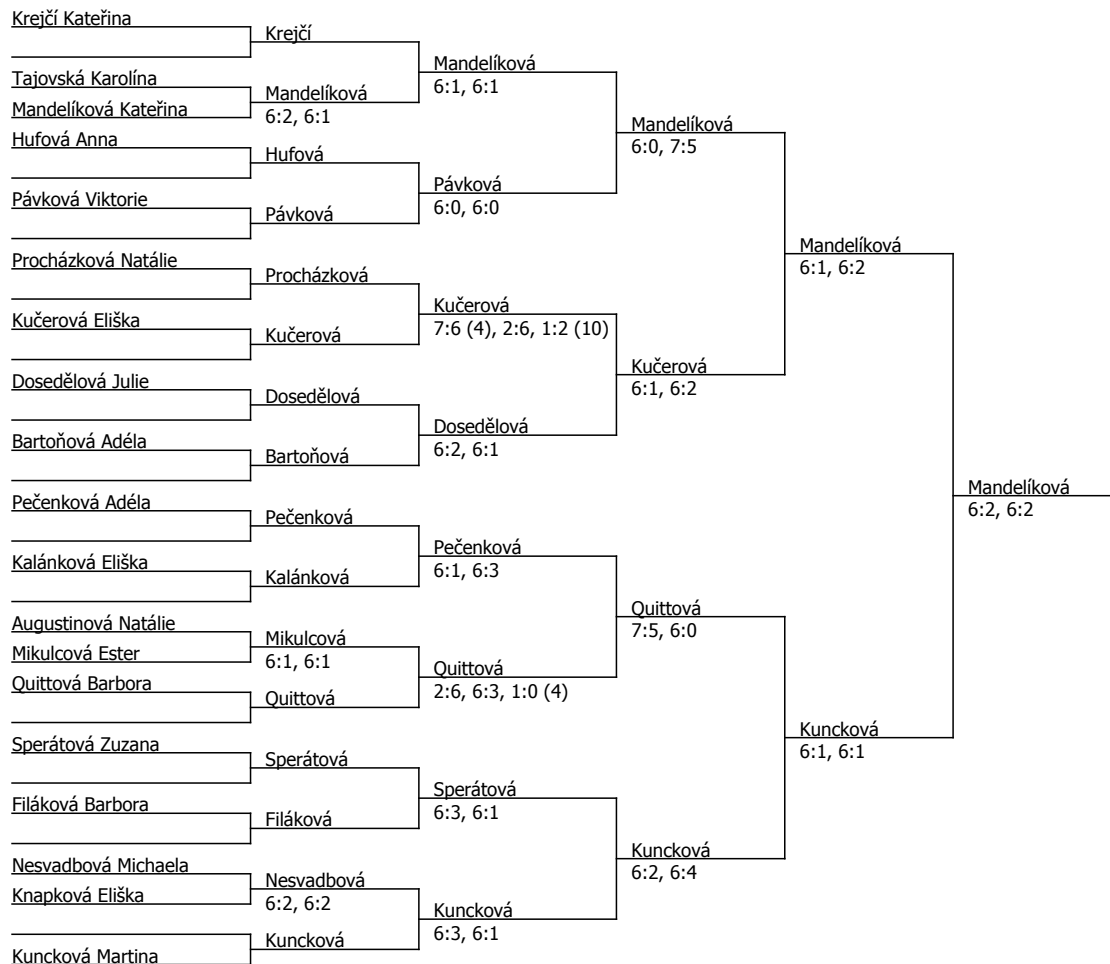 Krejčí Kateřina
Krejčí
Mandelíková
6:1, 6:1
Tajovská Karolína
Mandelíková
6:2, 6:1
Mandelíková Kateřina
Mandelíková
6:0, 7:5
Hufová Anna
Hufová
Pávková
6:0, 6:0
Pávková Viktorie
Pávková
Mandelíková
6:1, 6:2
Procházková Natálie
Procházková
Kučerová
7:6 (4), 2:6, 1:2 (10)
Kučerová Eliška
Kučerová
Kučerová
6:1, 6:2
Dosedělová Julie
Dosedělová
Dosedělová
6:2, 6:1
Bartoňová Adéla
Bartoňová
Mandelíková
6:2, 6:2
Pečenková Adéla
Pečenková
Pečenková
6:1, 6:3
Kalánková Eliška
Kalánková
Quittová
7:5, 6:0
Augustinová Natálie
Mikulcová
6:1, 6:1
Mikulcová Ester
Quittová
2:6, 6:3, 1:0 (4)
Quittová Barbora
Quittová
Kuncková
6:1, 6:1
Sperátová Zuzana
Sperátová
Sperátová
6:3, 6:1
Filáková Barbora
Filáková
Kuncková
6:2, 6:4
Nesvadbová Michaela
Nesvadbová
6:2, 6:2
Knapková Eliška
Kuncková
6:3, 6:1
Kuncková
Kuncková Martina